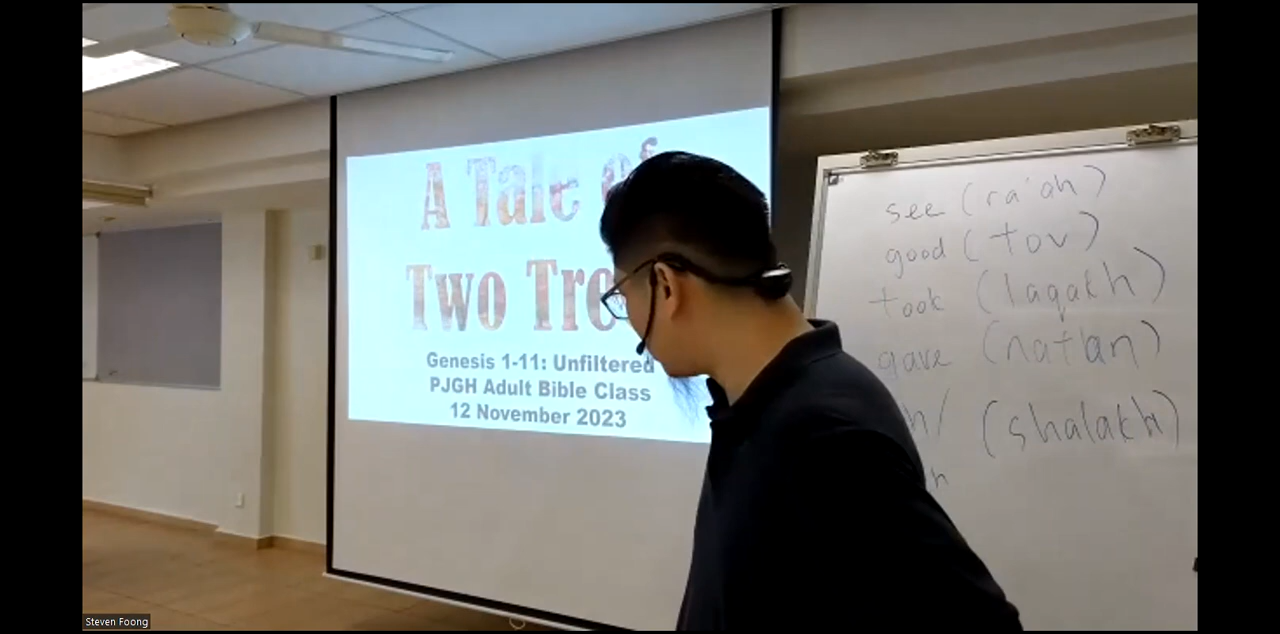 A Tale of
Two Tre
Genesis 1-11: Unfiltered
PJGH Adult Bible Class
12 November 2023
see (ra'ah)
good (tov)
took (laqakh)
gave (natan)
h/ (shalakh)
h
Steven Foong